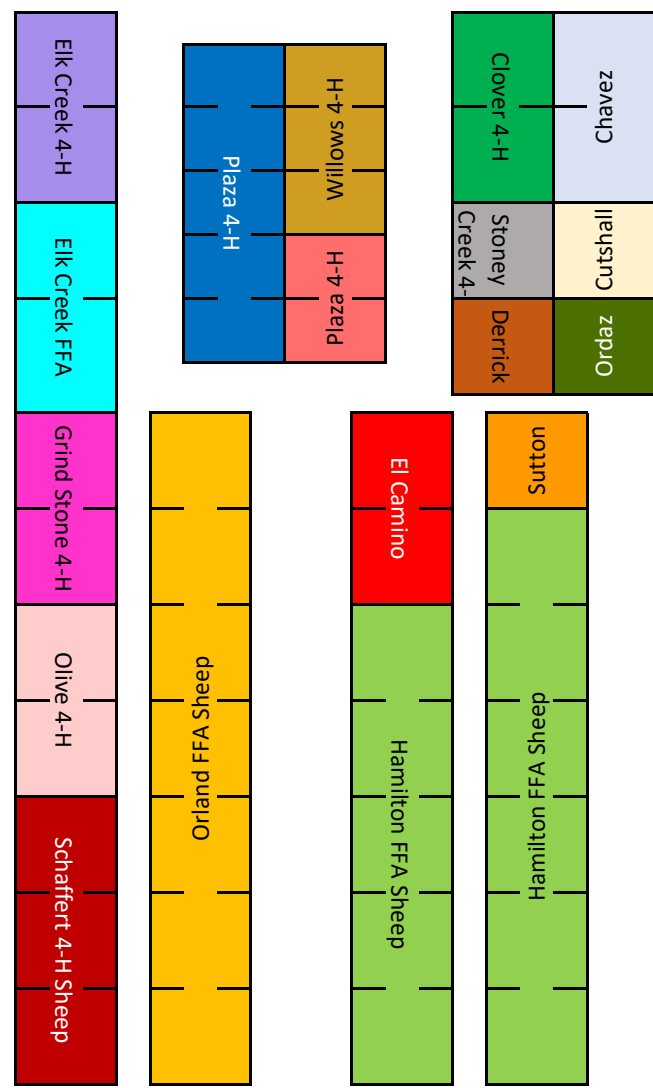 Elk Creek 4-H
Elk Creek FFA
Grind Stone 4-H
Olive 4-H
Schaffert 4-H Sheep
Plaza 4-H
Willows 4-
H
Plaza 4-H
Clover 4-H
Chavez
Stoney
Creek 4-
Cutshall
Derrick
Ordaz
Orland FFA Sheep
El Camino
Hamilton FFA Sheep
Sutton
Hamilton FFA Sheep